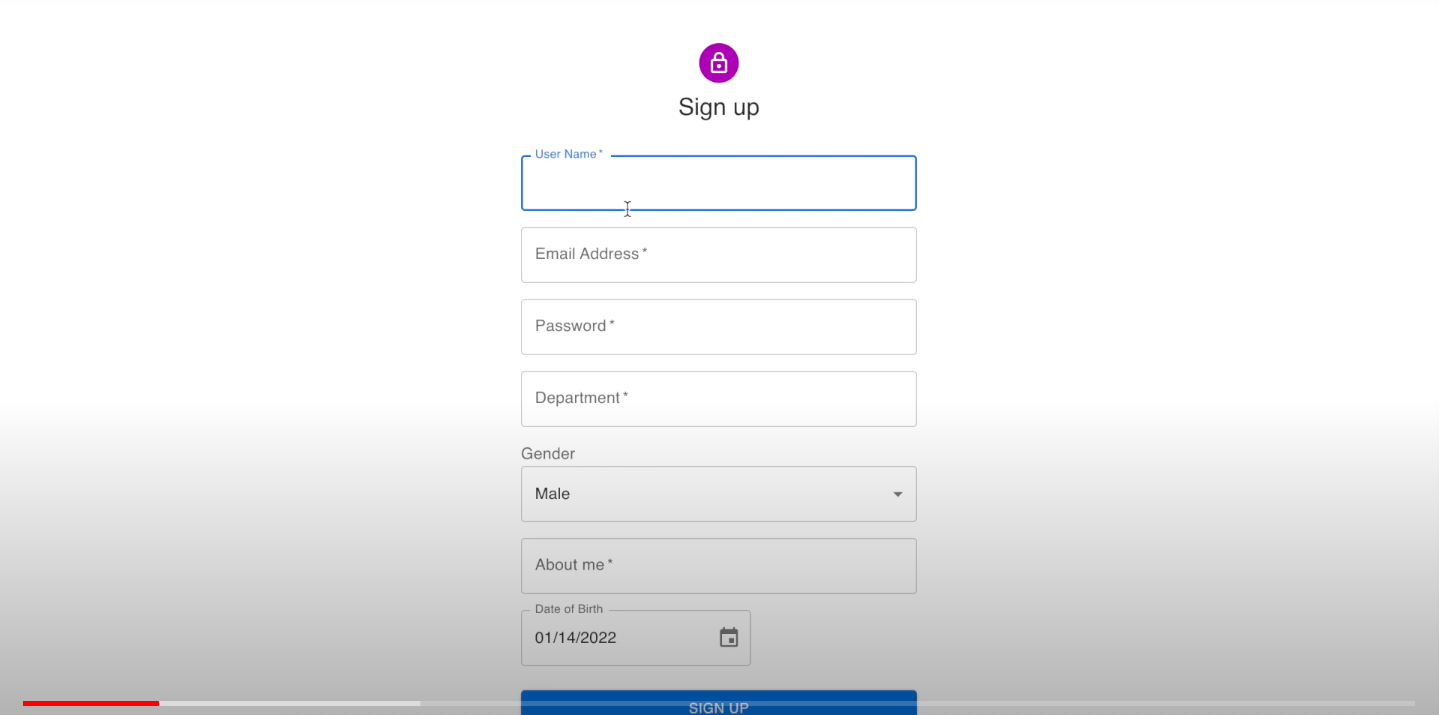 Sign up
User Name *
Email Address *
Password *
Department *
Gender
Male
About me *
Date of Birth
01/14/2022
SIGN UP